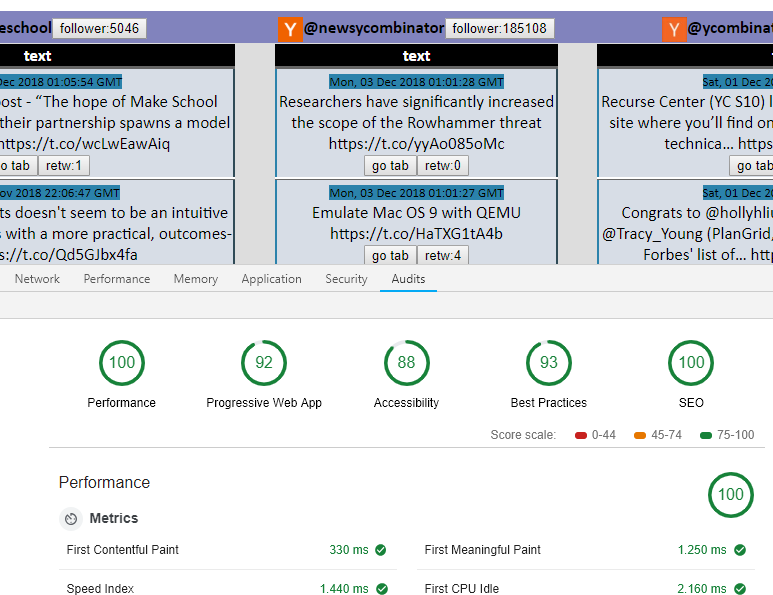 eschool follower:5046
@newsycombinator follower:185108
@ycombina
text
text
Dec 2018 01:05:54 GMT
ost - “The hope of Make School
their partnership spawns a model
https://t.co/wcLwEawAiq
o tab retw:1
Mon, 03 Dec 2018 01:01:28 GMT
Researchers have significantly increased
the scope of the Rowhammer threat
https://t.co/yyAo085oMc
go tab retw:0
Sat, 01 Dec 20
Recurse Center (YC S10) l
site where you’ll find on
technica... https
go tab
ov 2018 22:06:47 GMT
ts doesn't seem to be an intuitive
s with a more practical, outcomes-
s://t.co/Qd5GJbx4fa
Mon, 03 Dec 2018 01:01:27 GMT
Emulate Mac OS 9 with QEMU
https://t.co/HaTXG1tA4b
go tab retw:4
Sat, 01 Dec 20
Congrats to @hollyhliu
@Tracy_Young (PlanGrid,
Forbes' list of... htt
Network Performance Memory Application Security Audits
100 92 88 93 100
Performance Progressive Web App Accessibility Best Practices SEO
Score scale: 0-44 45-74 75-100
Performance
100
Metrics
First Contentful Paint 330 ms
First Meaningful Paint 1.250 ms
Speed Index 1.440 ms
First CPU Idle 2.160 ms